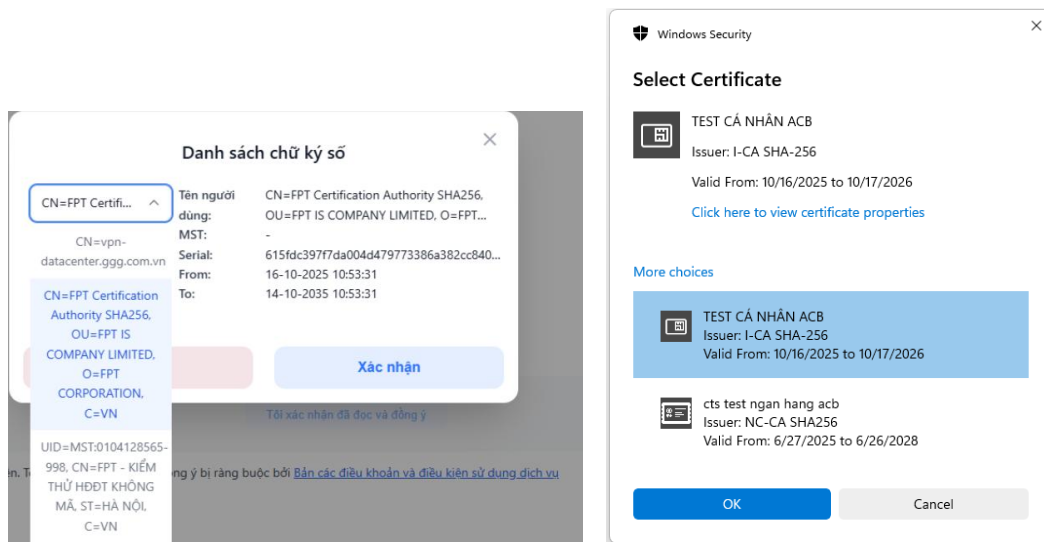 Danh sách chữ ký số
CN=FPT Certifi...
CN=vpn-
datacenter.ggg.com.vn
CN=FPT Certification
Authority SHA256,
OU=FPT IS
COMPANY LIMITED,
O=FPT
CORPORATION,
C=VN
UID=MST:0104128565-
998, CN=FPT - KIỂM
THỬ HĐĐT KHÔNG
MÃ, ST=HÀ NỘI,
C=VN
Tên người
dùng:
CN=FPT Certification Authority SHA256,
OU=FPT IS COMPANY LIMITED, O=FPT...
MST: -
Serial: 615fdc397f7da004d479773386a382cc840...
From: 16-10-2025 10:53:31
To: 14-10-2035 10:53:31
Xác nhận
Tôi xác nhận đã đọc và đồng ý
ý bị ràng buộc bởi Bản các điều khoản và điều kiện sử dụng dịch vụ
Windows Security
Select Certificate
TEST CÁ NHÂN ACB
Issuer: I-CA SHA-256
Valid From: 10/16/2025 to 10/17/2026
Click here to view certificate properties
More choices
TEST CÁ NHÂN ACB
Issuer: I-CA SHA-256
Valid From: 10/16/2025 to 10/17/2026
cts test ngan hang acb
Issuer: NC-CA SHA256
Valid From: 6/27/2025 to 6/26/2028
OK
Cancel